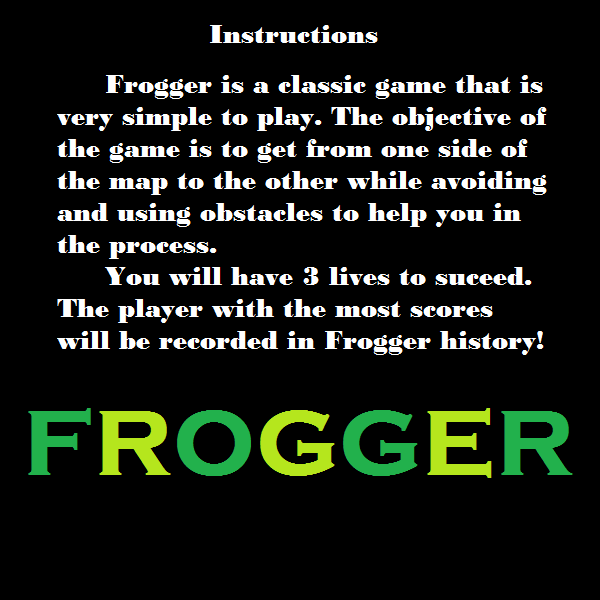 Instructions
Frogger is a classic game that is
very simple to play. The objective of
the game is to get from one side of
the map to the other while avoiding
and using obstacles to help you in
the process.
You will have 3 lives to suceed.
The player with the most scores
will be recorded in Frogger history!
FROGGER